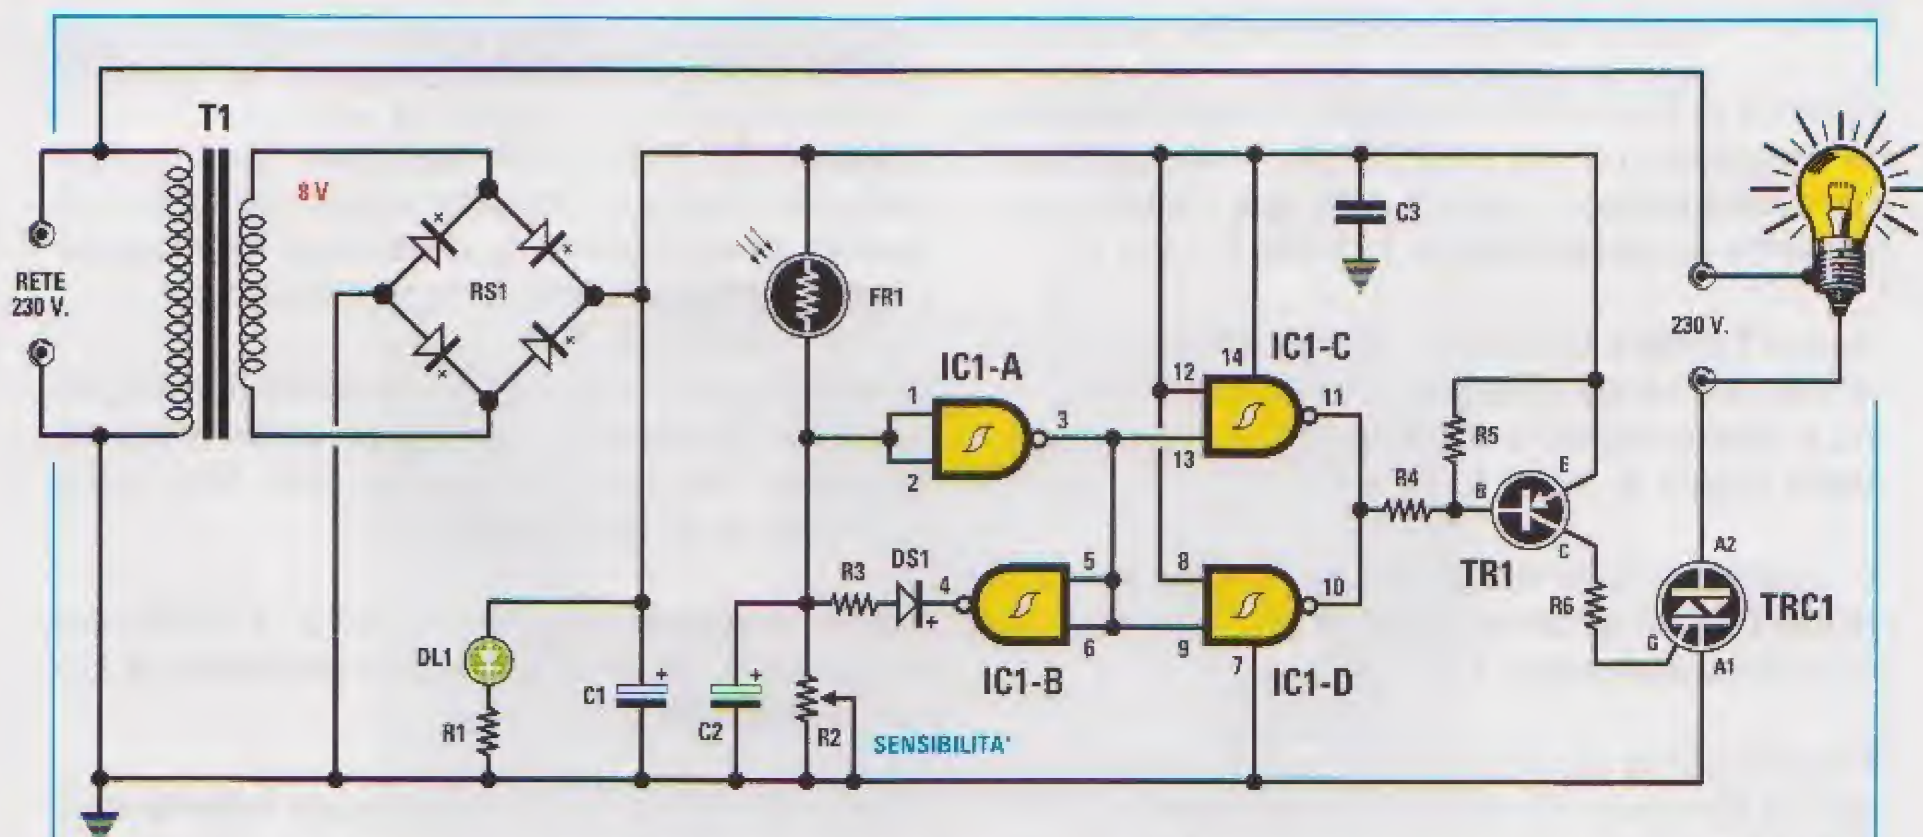 T1
8 V
RETE
230 V.
RS1
DL1
R1
C1
+
C2
+
FR1
R2
SENSIBILITA'
R3
DS1
+
IC1-A
1
2
3
4
5
6
IC1-B
IC1-C
14
12
13
11
8
9
10
7
IC1-D
C3
R4
R5
B
E
C
TR1
R6
G
A2
A1
TRC1
230 V.